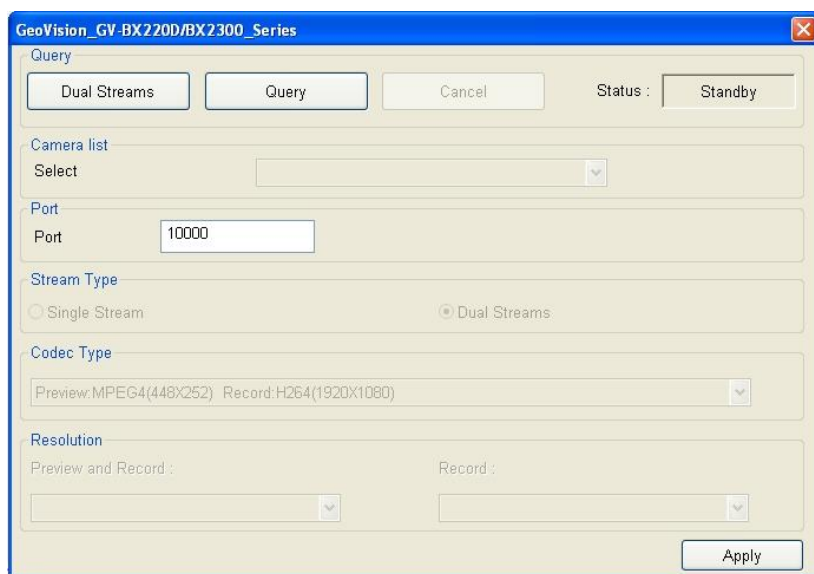 GeoVision_GV-BX220D/BX2300_Series
Query
Dual Streams Query Cancel Status : Standby
Camera list
Select
Port
Port 10000
Stream Type
Single Stream Dual Streams
Codec Type
Preview:MPEG4(448X252) Record:H264(1920X1080)
Resolution
Preview and Record : Record :
Apply